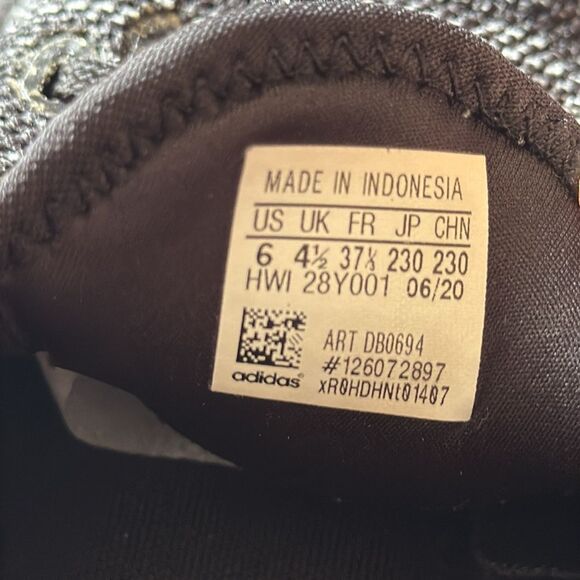 MADE IN INDONESIA
US UK FR JP CHN
6 4½ 37⅓ 230 230
HWI 28Y001 06/20
ART DB0694
#126072897
adidas
xR0HDHNt01407